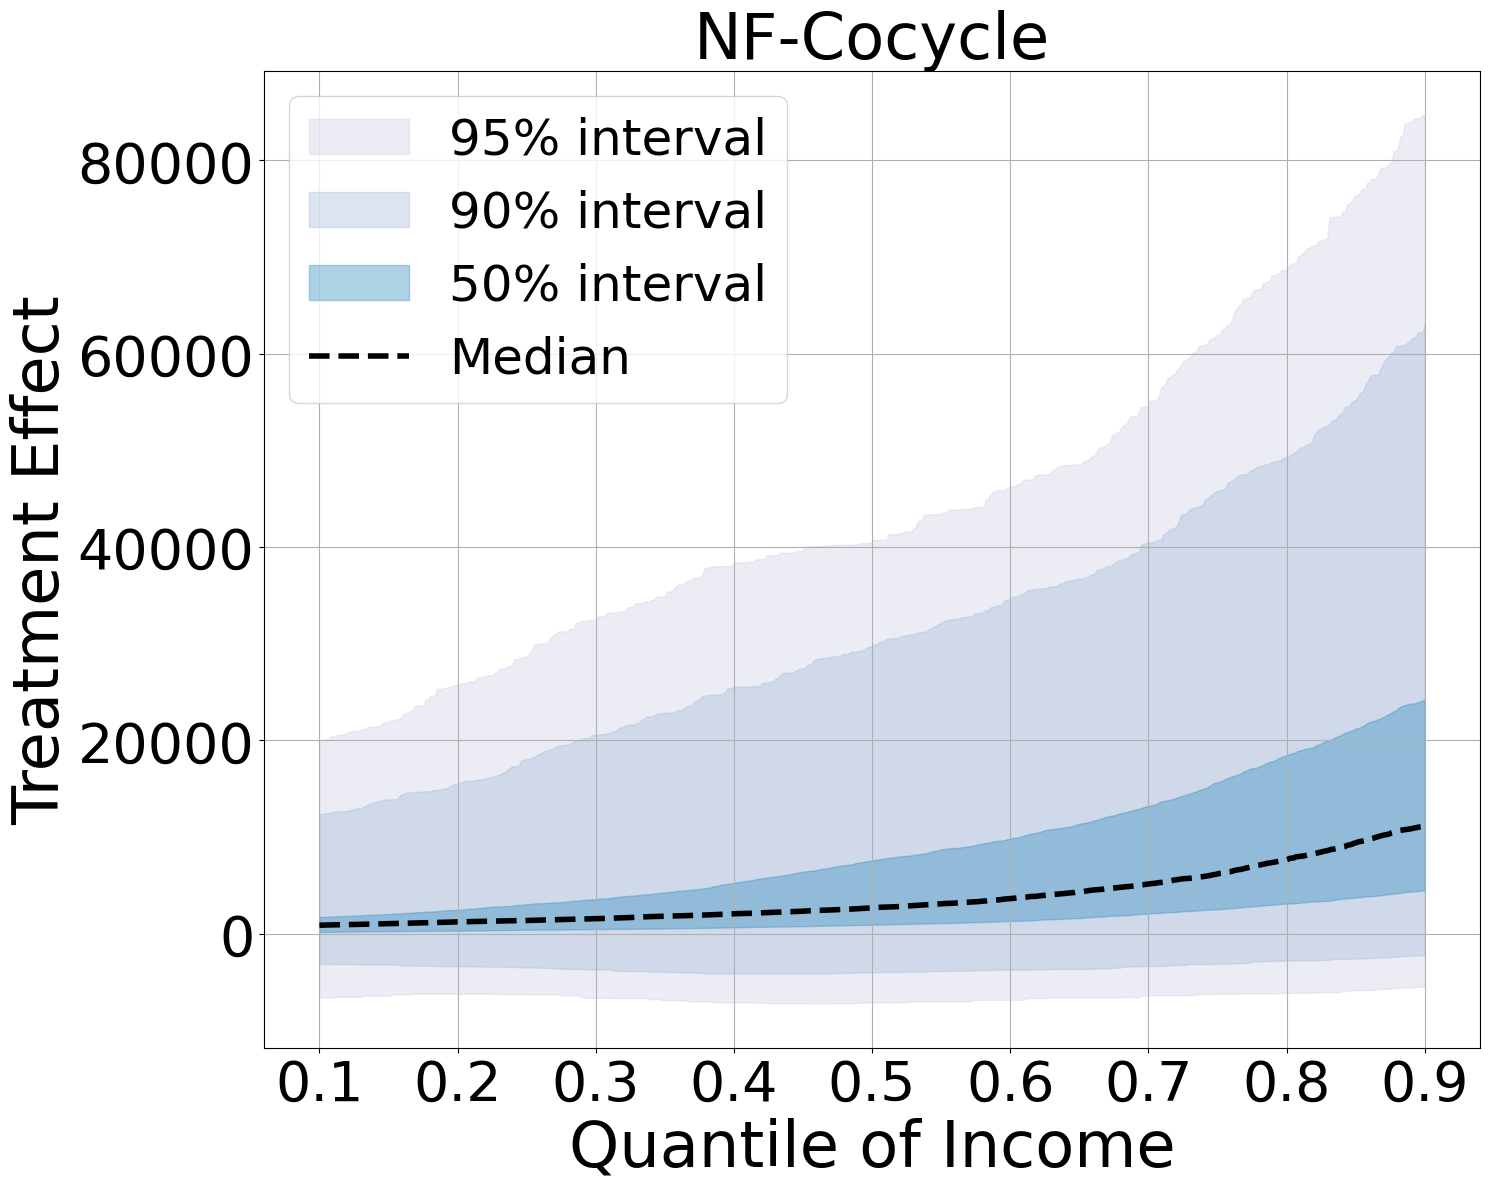 NF-Cocycle
95% interval
90% interval
50% interval
Median
Treatment Effect
80000
60000
40000
20000
0
0.1 0.2 0.3 0.4 0.5 0.6 0.7 0.8 0.9
Quantile of Income